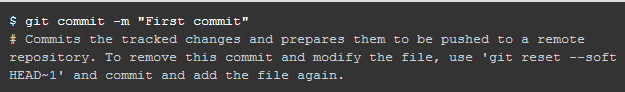 $ git commit -m "First commit"
# Commits the tracked changes and prepares them to be pushed to a remote
repository. To remove this commit and modify the file, use 'git reset --soft
HEAD~1' and commit and add the file again.